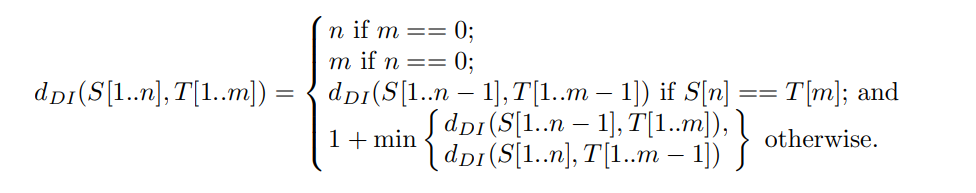 n if m == 0;
m if n == 0;
d_{DI}(S[1..n], T[1..m]) = { d_{DI}(S[1..n − 1], T[1..m − 1]) if S[n] == T[m]; and
1 + min { d_{DI}(S[1..n − 1], T[1..m]), d_{DI}(S[1..n], T[1..m − 1]) } otherwise.